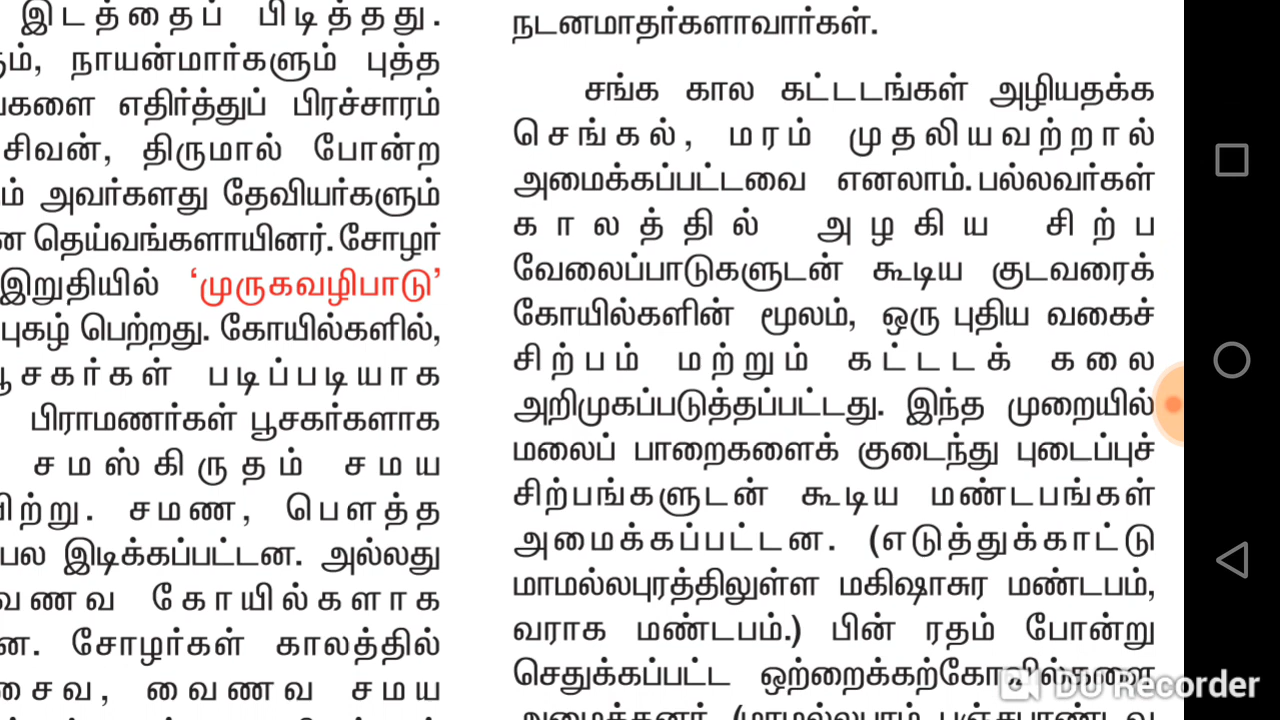 இடத்தைப் பிடித்தது.
நாயன்மார்களும் புத்த
எதிர்த்துப் பிரச்சாரம்
சிவன், திருமால் போன்ற
அவர்களது தேவியர்களும்
தெய்வங்களாயினர். சோழர்
இறுதியில் ‘முருகவழிபாடு’
புகழ் பெற்றது. கோயில்களில்,
பூசகர்கள் படிப்படியாக
பிராமணர்கள் பூசகர்களாக
சமஸ்கிருதம் சமய
சமண, பௌத்த
பல இடிக்கப்பட்டன. அல்லது
கோயில்களாக
சோழர்கள் காலத்தில்
சைவ, வைணவ சமய
நடனமாதர்களாவார்கள்.
சங்க கால கட்டடங்கள் அழியதக்க
செங்கல், மரம் முதலியவற்றால்
அமைக்கப்பட்டவை எனலாம். பல்லவர்கள்
காலத்தில் அழகிய சிற்ப
வேலைப்பாடுகளுடன் கூடிய குடவரைக்
கோயில்களின் மூலம், ஒரு புதிய வகைச்
சிற்பம் மற்றும் கட்டடக் கலை
அறிமுகப்படுத்தப்பட்டது. இந்த முறையில்
மலைப் பாறைகளைக் குடைந்து புடைப்புச்
சிற்பங்களுடன் கூடிய மண்டபங்கள்
அமைக்கப்பட்டன. (எடுத்துக்காட்டு
மாமல்லபுரத்திலுள்ள மகிஷாசுர மண்டபம்,
வராக மண்டபம்.) பின் ரதம் போன்று
செதுக்கப்பட்ட ஒற்றைக்கற்கோயில்களை
DU Recorder